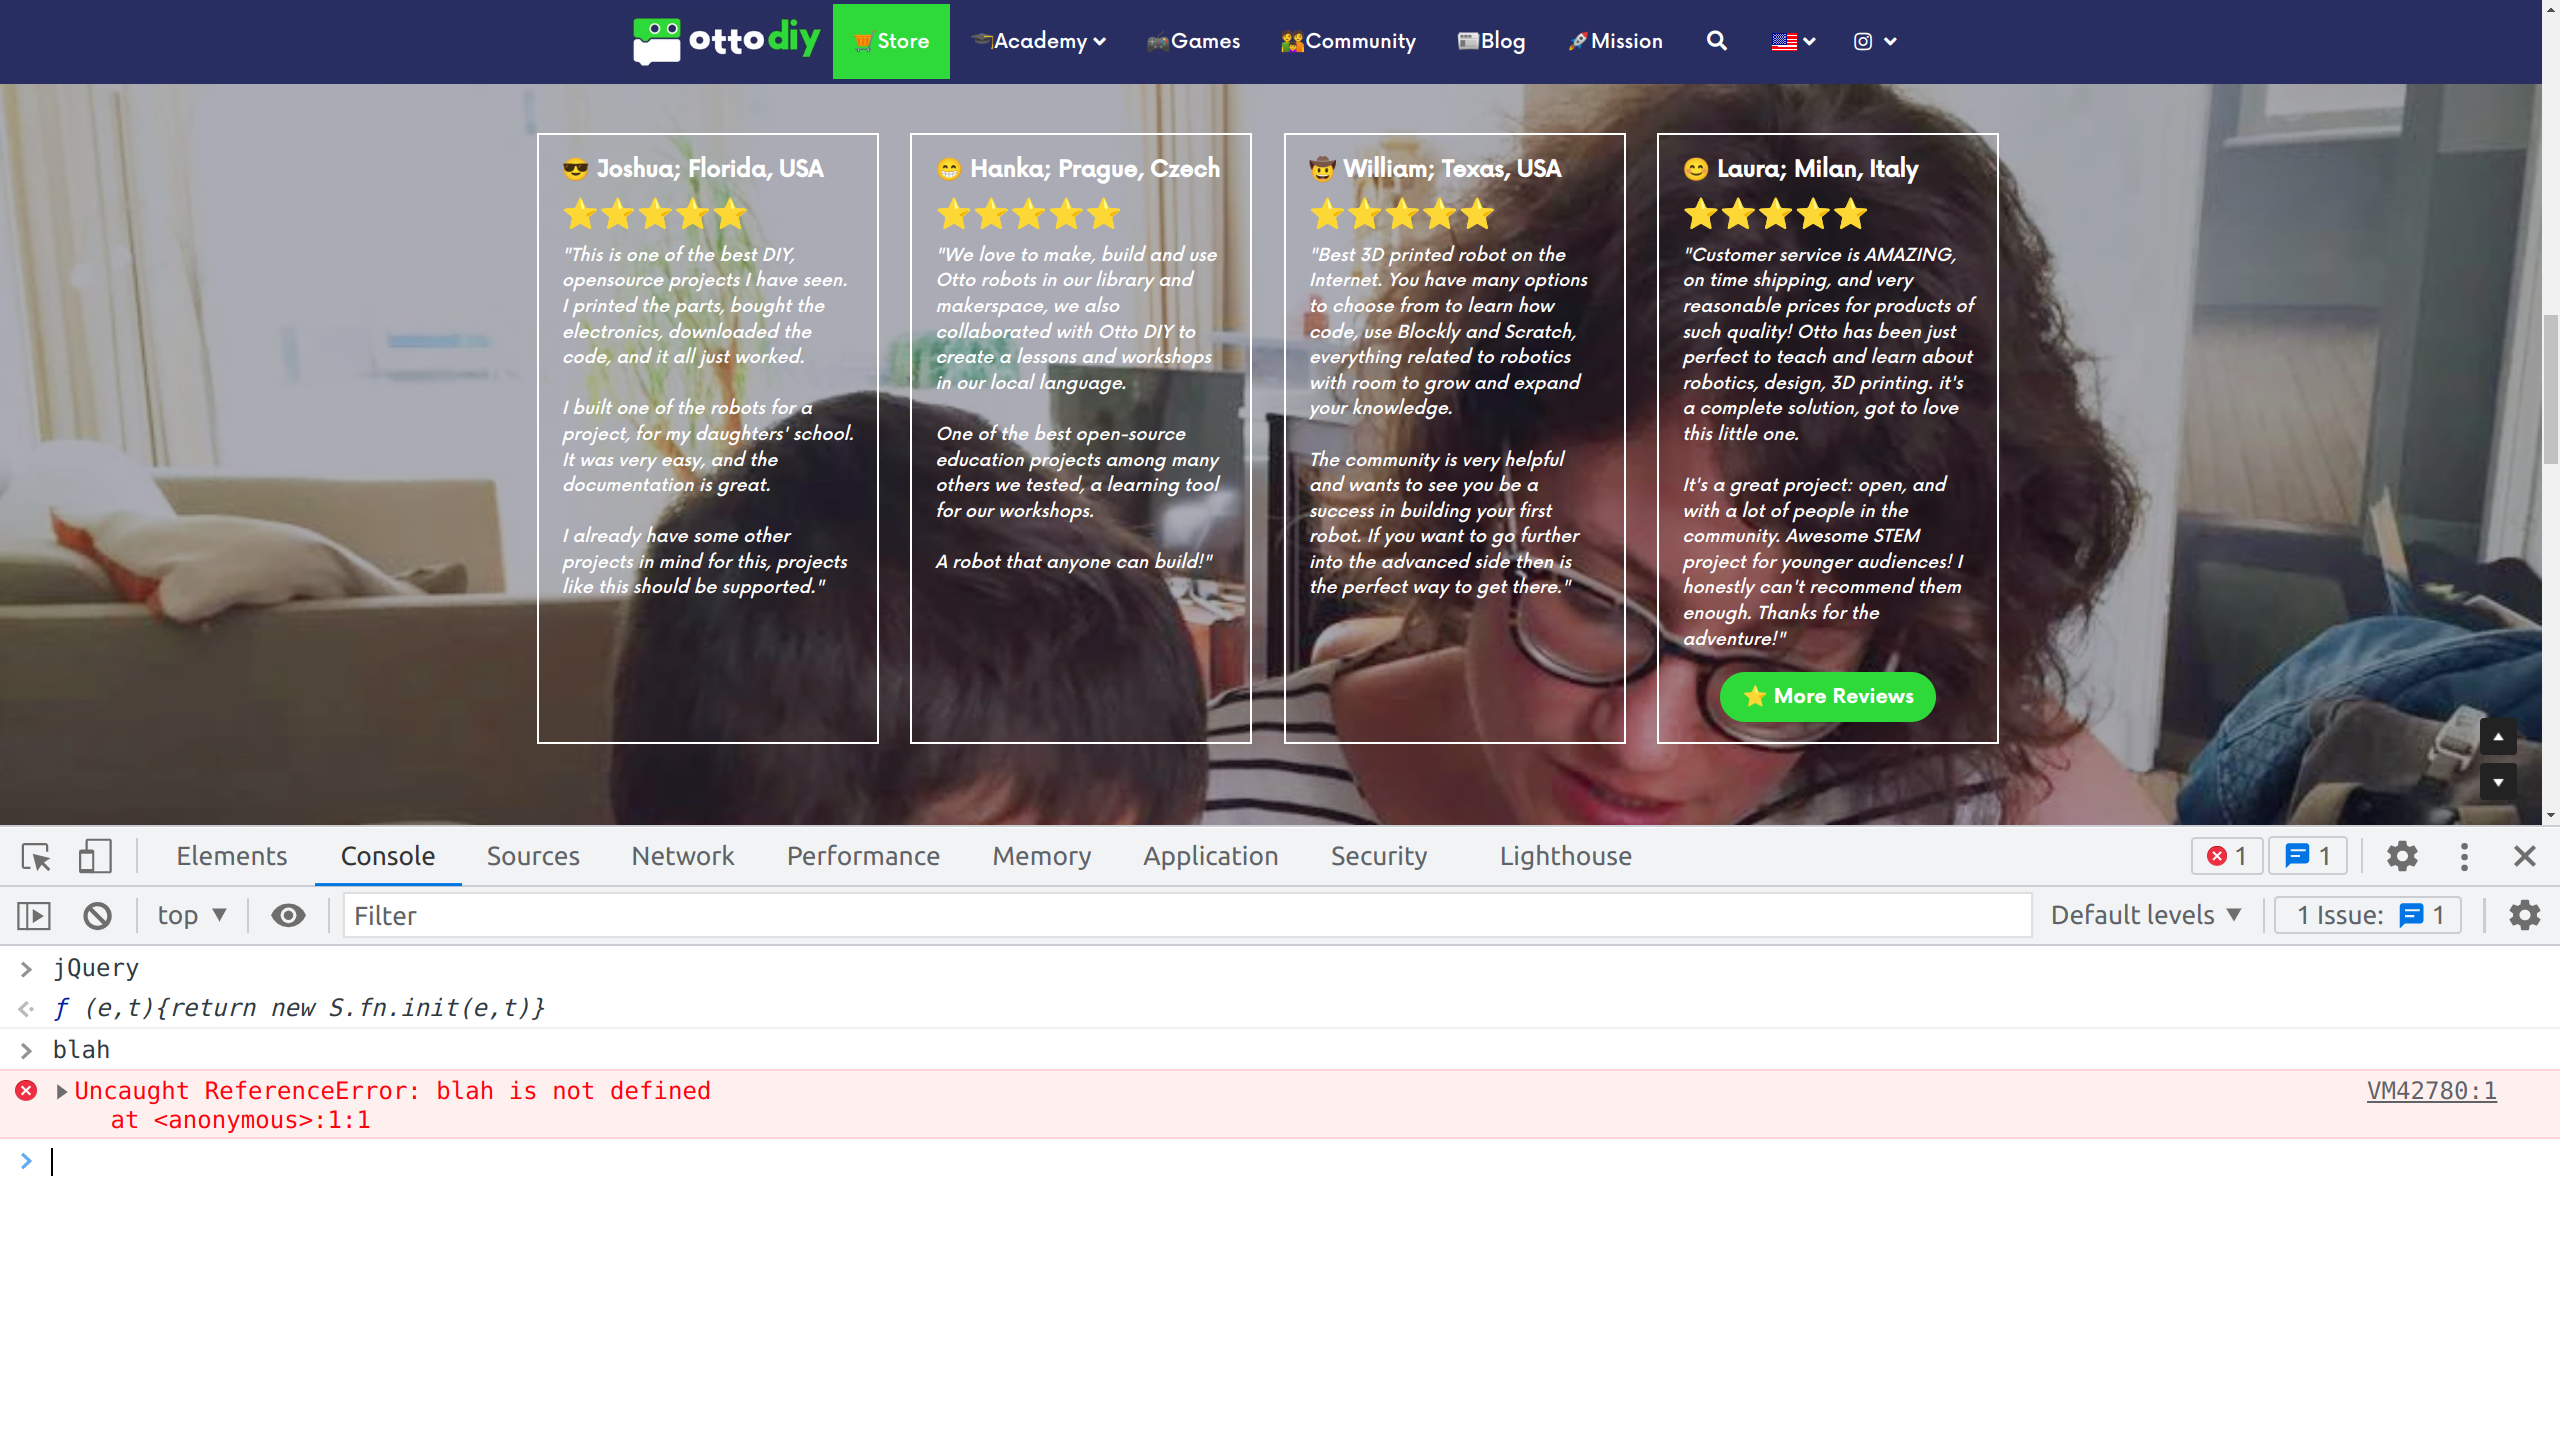 otto diy
Store
Academy
Games
Community
Blog
Mission
Joshua; Florida, USA
"This is one of the best DIY,
opensource projects I have seen.
I printed the parts, bought the
electronics, downloaded the
code, and it all just worked.
I built one of the robots for a
project, for my daughters' school.
It was very easy, and the
documentation is great.
I already have some other
projects in mind for this, projects
like this should be supported."
Hanka; Prague, Czech
"We love to make, build and use
Otto robots in our library and
makerspace, we also
collaborated with Otto DIY to
create a lessons and workshops
in our local language.
One of the best open-source
education projects among many
others we tested, a learning tool
for our workshops.
A robot that anyone can build!"
William; Texas, USA
"Best 3D printed robot on the
Internet. You have many options
to choose from to learn how
code, use Blockly and Scratch,
everything related to robotics
with room to grow and expand
your knowledge.
The community is very helpful
and wants to see you be a
success in building your first
robot. If you want to go further
into the advanced side then is
the perfect way to get there."
Laura; Milan, Italy
"Customer service is AMAZING,
on time shipping, and very
reasonable prices for products of
such quality! Otto has been just
perfect to teach and learn about
robotics, design, 3D printing. it's
a complete solution, got to love
this little one.
It's a great project: open, and
with a lot of people in the
community. Awesome STEM
project for younger audiences! I
honestly can't recommend them
enough. Thanks for the
adventure!"
More Reviews
Elements
Console
Sources
Network
Performance
Memory
Application
Security
Lighthouse
1
1
top
Filter
Default levels
1 Issue: 1
jQuery
ƒ (e,t){return new S.fn.init(e,t)}
blah
Uncaught ReferenceError: blah is not defined
at <anonymous>:1:1
VM42780:1